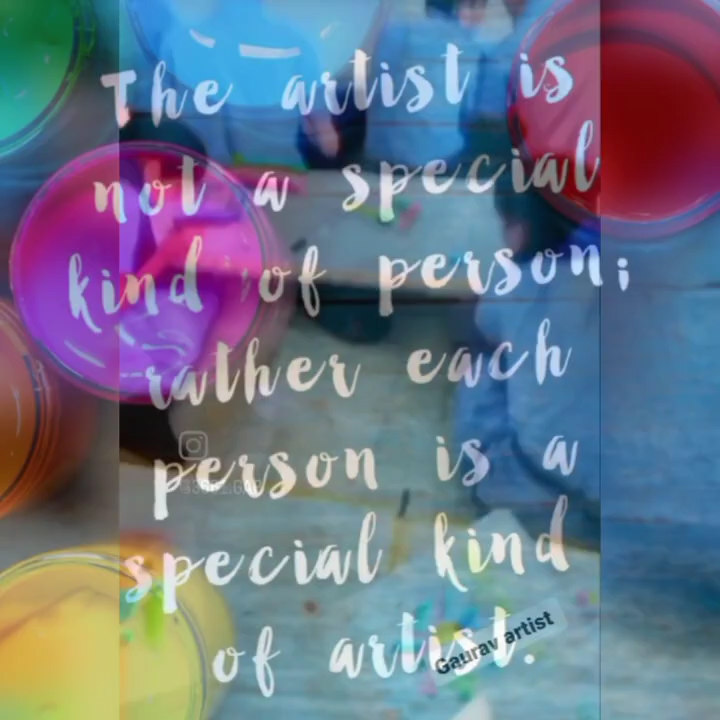 The artist is
not a special
kind of person;
rather each
person is a
special kind
of artist.
Gaurav artist